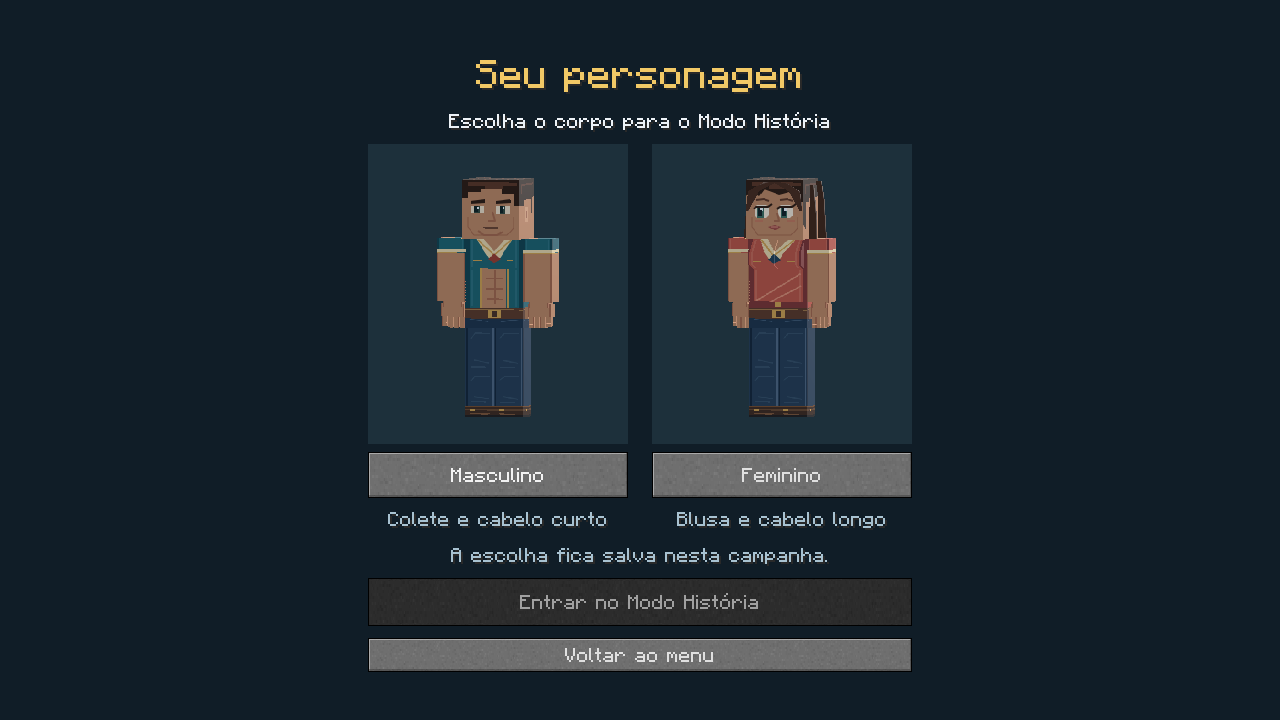 Seu personagem
Escolha o corpo para o Modo História
Masculino
Feminino
Colete e cabelo curto
Blusa e cabelo longo
A escolha fica salva nesta campanha.
Entrar no Modo História
Voltar ao menu